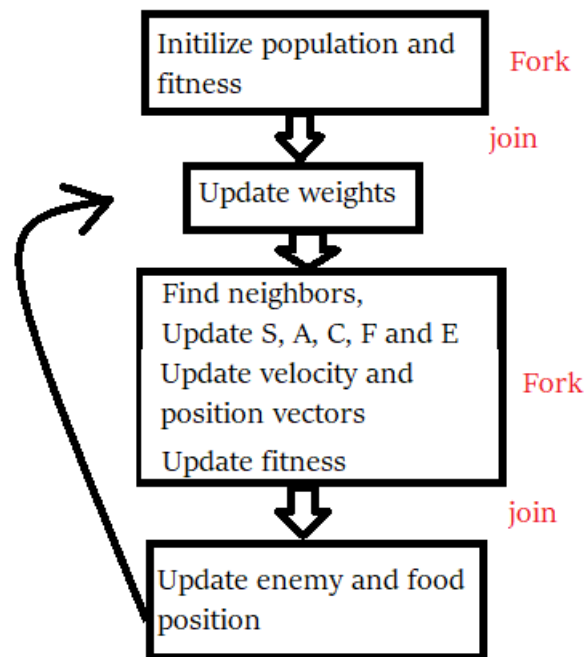 Initilize population and
fitness
Fork
join
Update weights
Find neighbors,
Update S, A, C, F and E
Update velocity and
position vectors
Update fitness
Fork
join
Update enemy and food
position